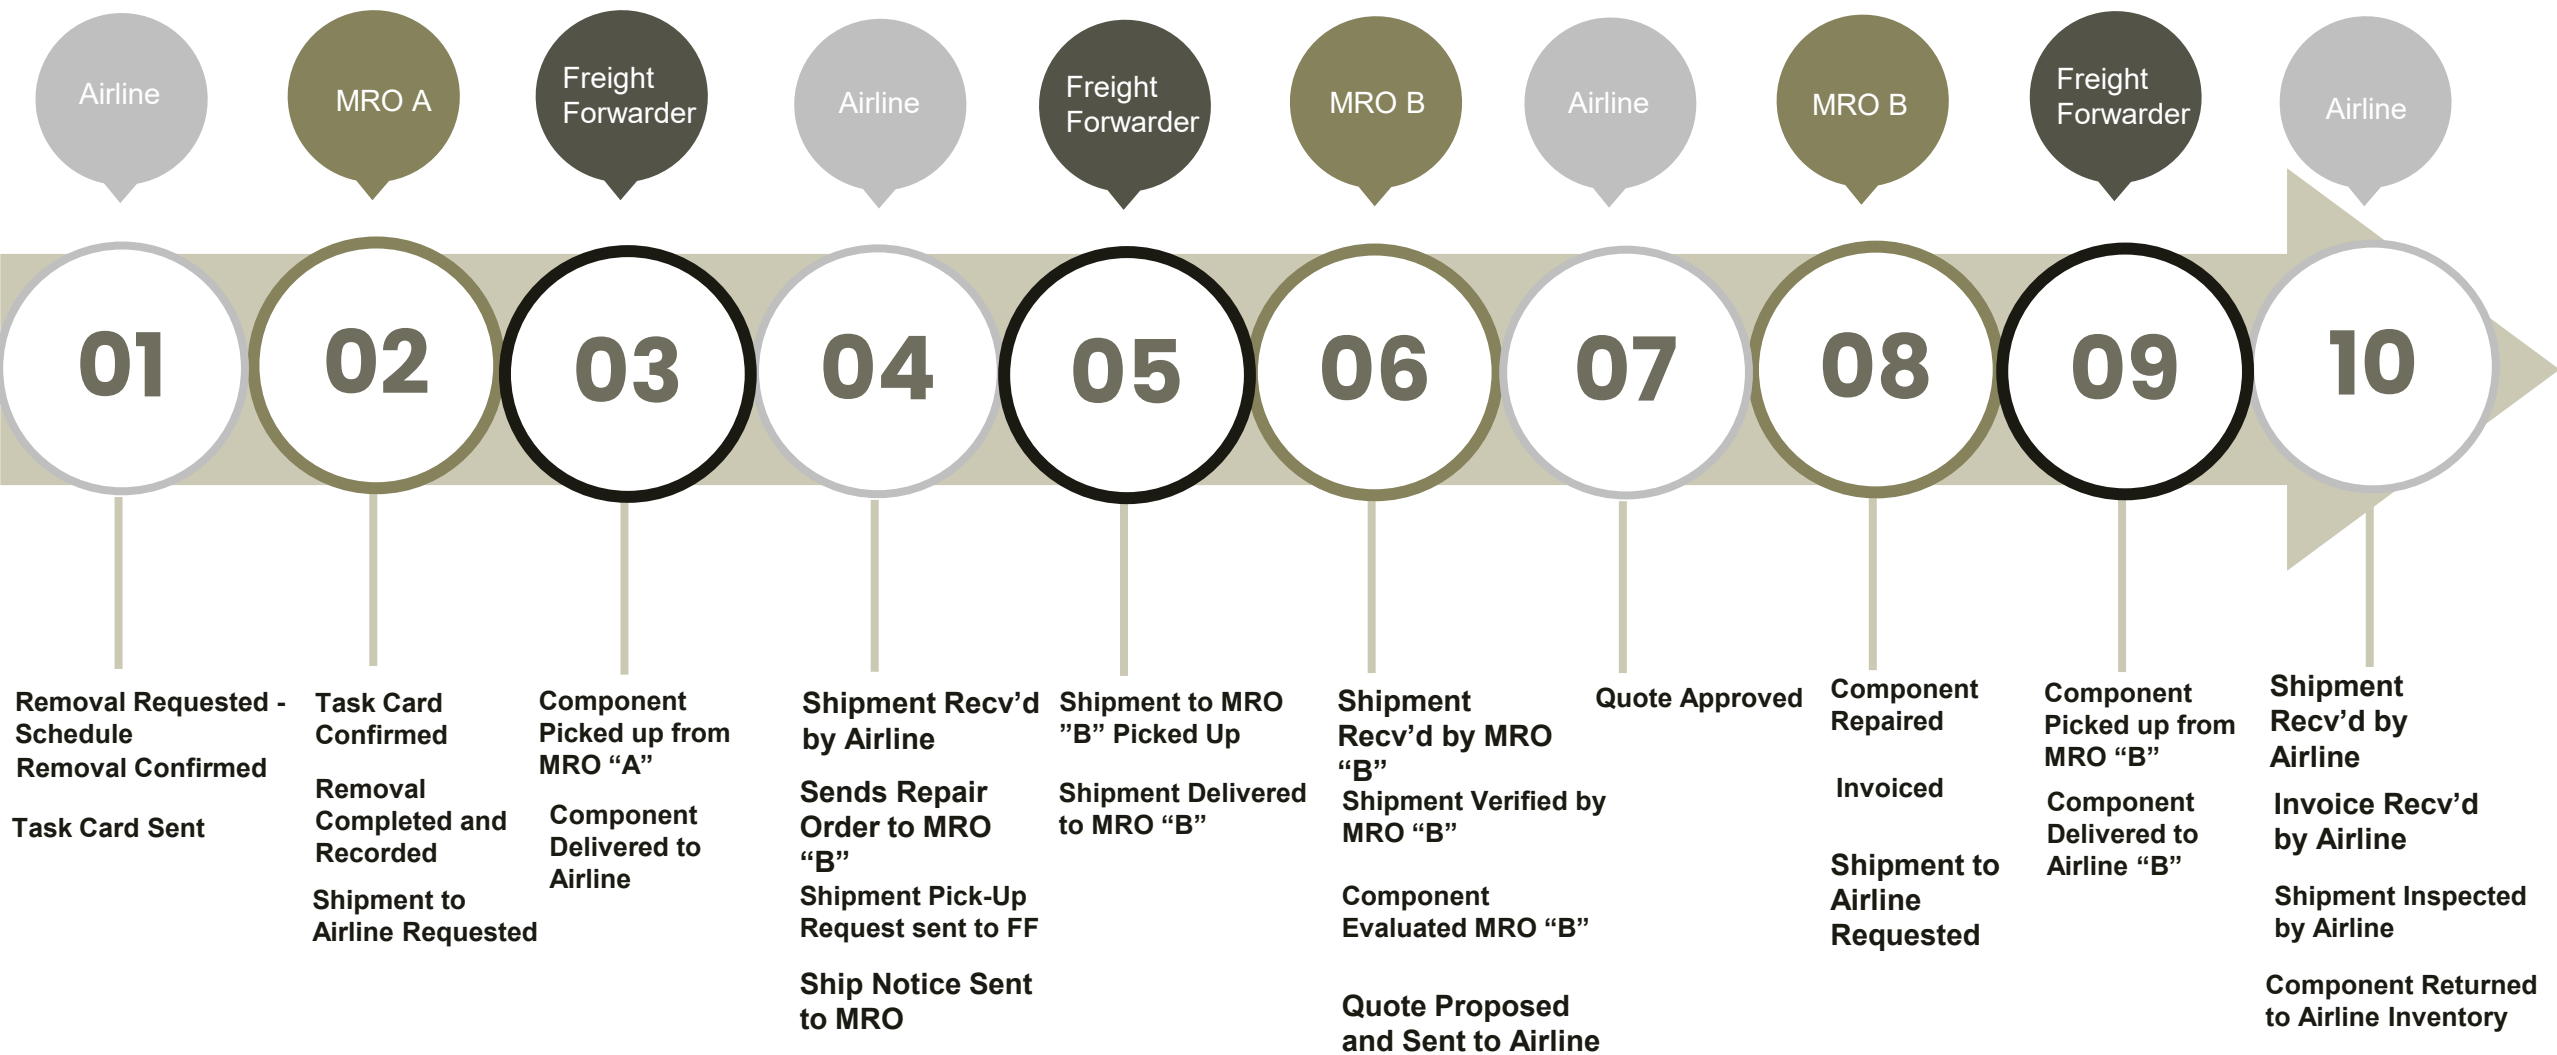 Airline
MRO A
Freight
Forwarder
Airline
Freight
Forwarder
MRO B
Airline
MRO B
Freight
Forwarder
Airline
01
02
03
04
05
06
07
08
09
10
Removal Requested -
Schedule
Removal Confirmed
Task Card Sent
Task Card
Confirmed
Removal
Completed and
Recorded
Shipment to
Airline Requested
Component
Picked up from
MRO “A”
Component
Delivered to
Airline
Shipment Recv’d
by Airline
Sends Repair
Order to MRO
“B”
Shipment Pick-Up
Request sent to FF
Ship Notice Sent
to MRO
Shipment to MRO
”B” Picked Up
Shipment Delivered
to MRO “B”
Shipment
Recv’d by MRO
“B”
Shipment Verified by
MRO “B”
Component
Evaluated MRO “B”
Quote Proposed
and Sent to Airline
Quote Approved
Component
Repaired
Invoiced
Shipment to
Airline
Requested
Component
Picked up from
MRO “B”
Component
Delivered to
Airline “B”
Shipment
Recv’d by
Airline
Invoice Recv’d
by Airline
Shipment Inspected
by Airline
Component Returned
to Airline Inventory